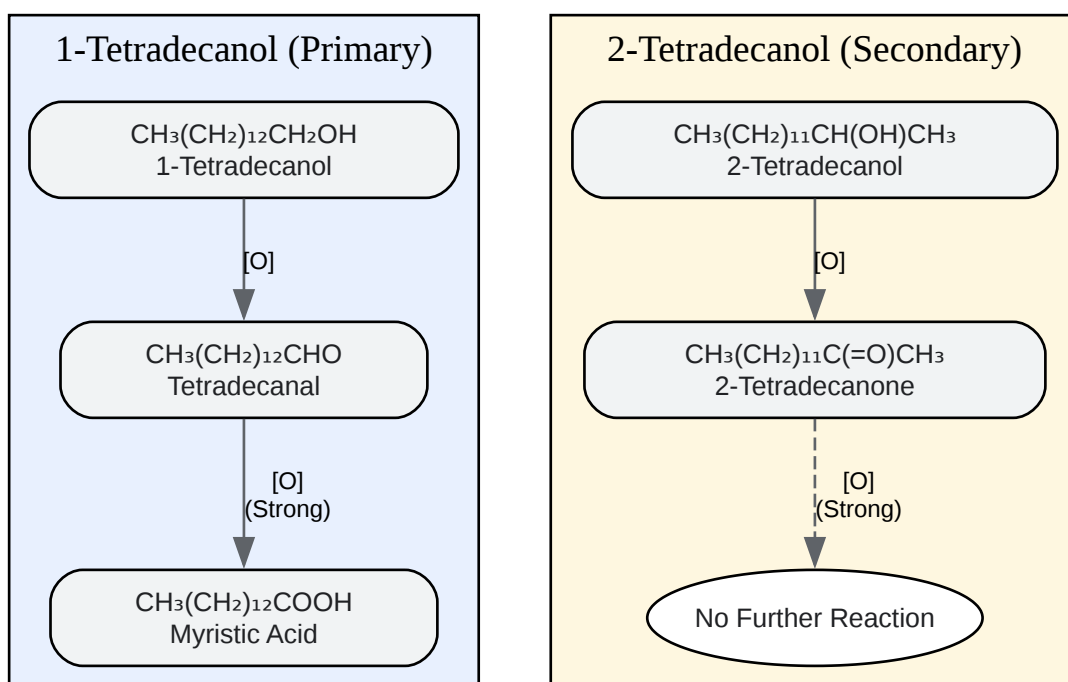 1-Tetradecanol (Primary)
CH₃(CH₂)₁₂CH₂OH
1-Tetradecanol
[O]
CH₃(CH₂)₁₂CHO
Tetradecanal
[O]
(Strong)
CH₃(CH₂)₁₂COOH
Myristic Acid
2-Tetradecanol (Secondary)
CH₃(CH₂)₁₁CH(OH)CH₃
2-Tetradecanol
[O]
CH₃(CH₂)₁₁C(=O)CH₃
2-Tetradecanone
[O]
(Strong)
No Further Reaction